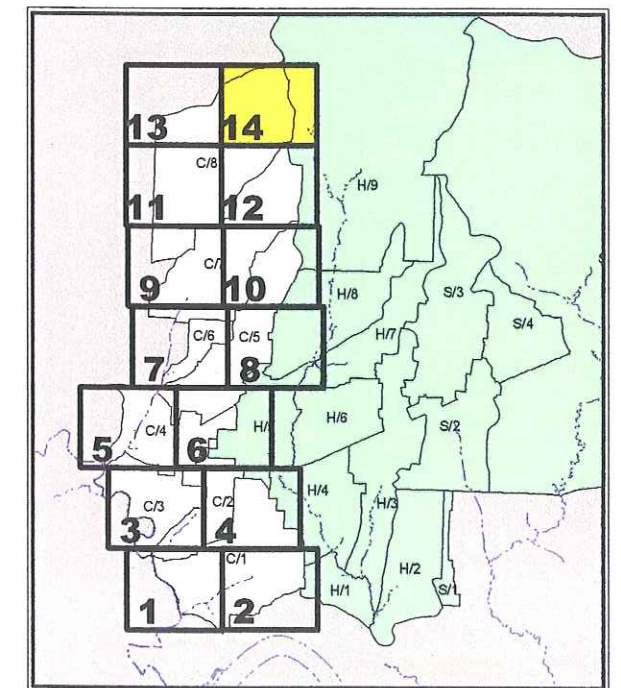 13 14
C/8
H/9
11 12
C/7
9 10
H/8 S/3
S/4
C/6 C/5 H/7
7 8
H/6
C/4 H/ S/2
5 6
H/4
C/3 C/2 H/3
3 4
C/1
H/2
1 2 H/1 S/1